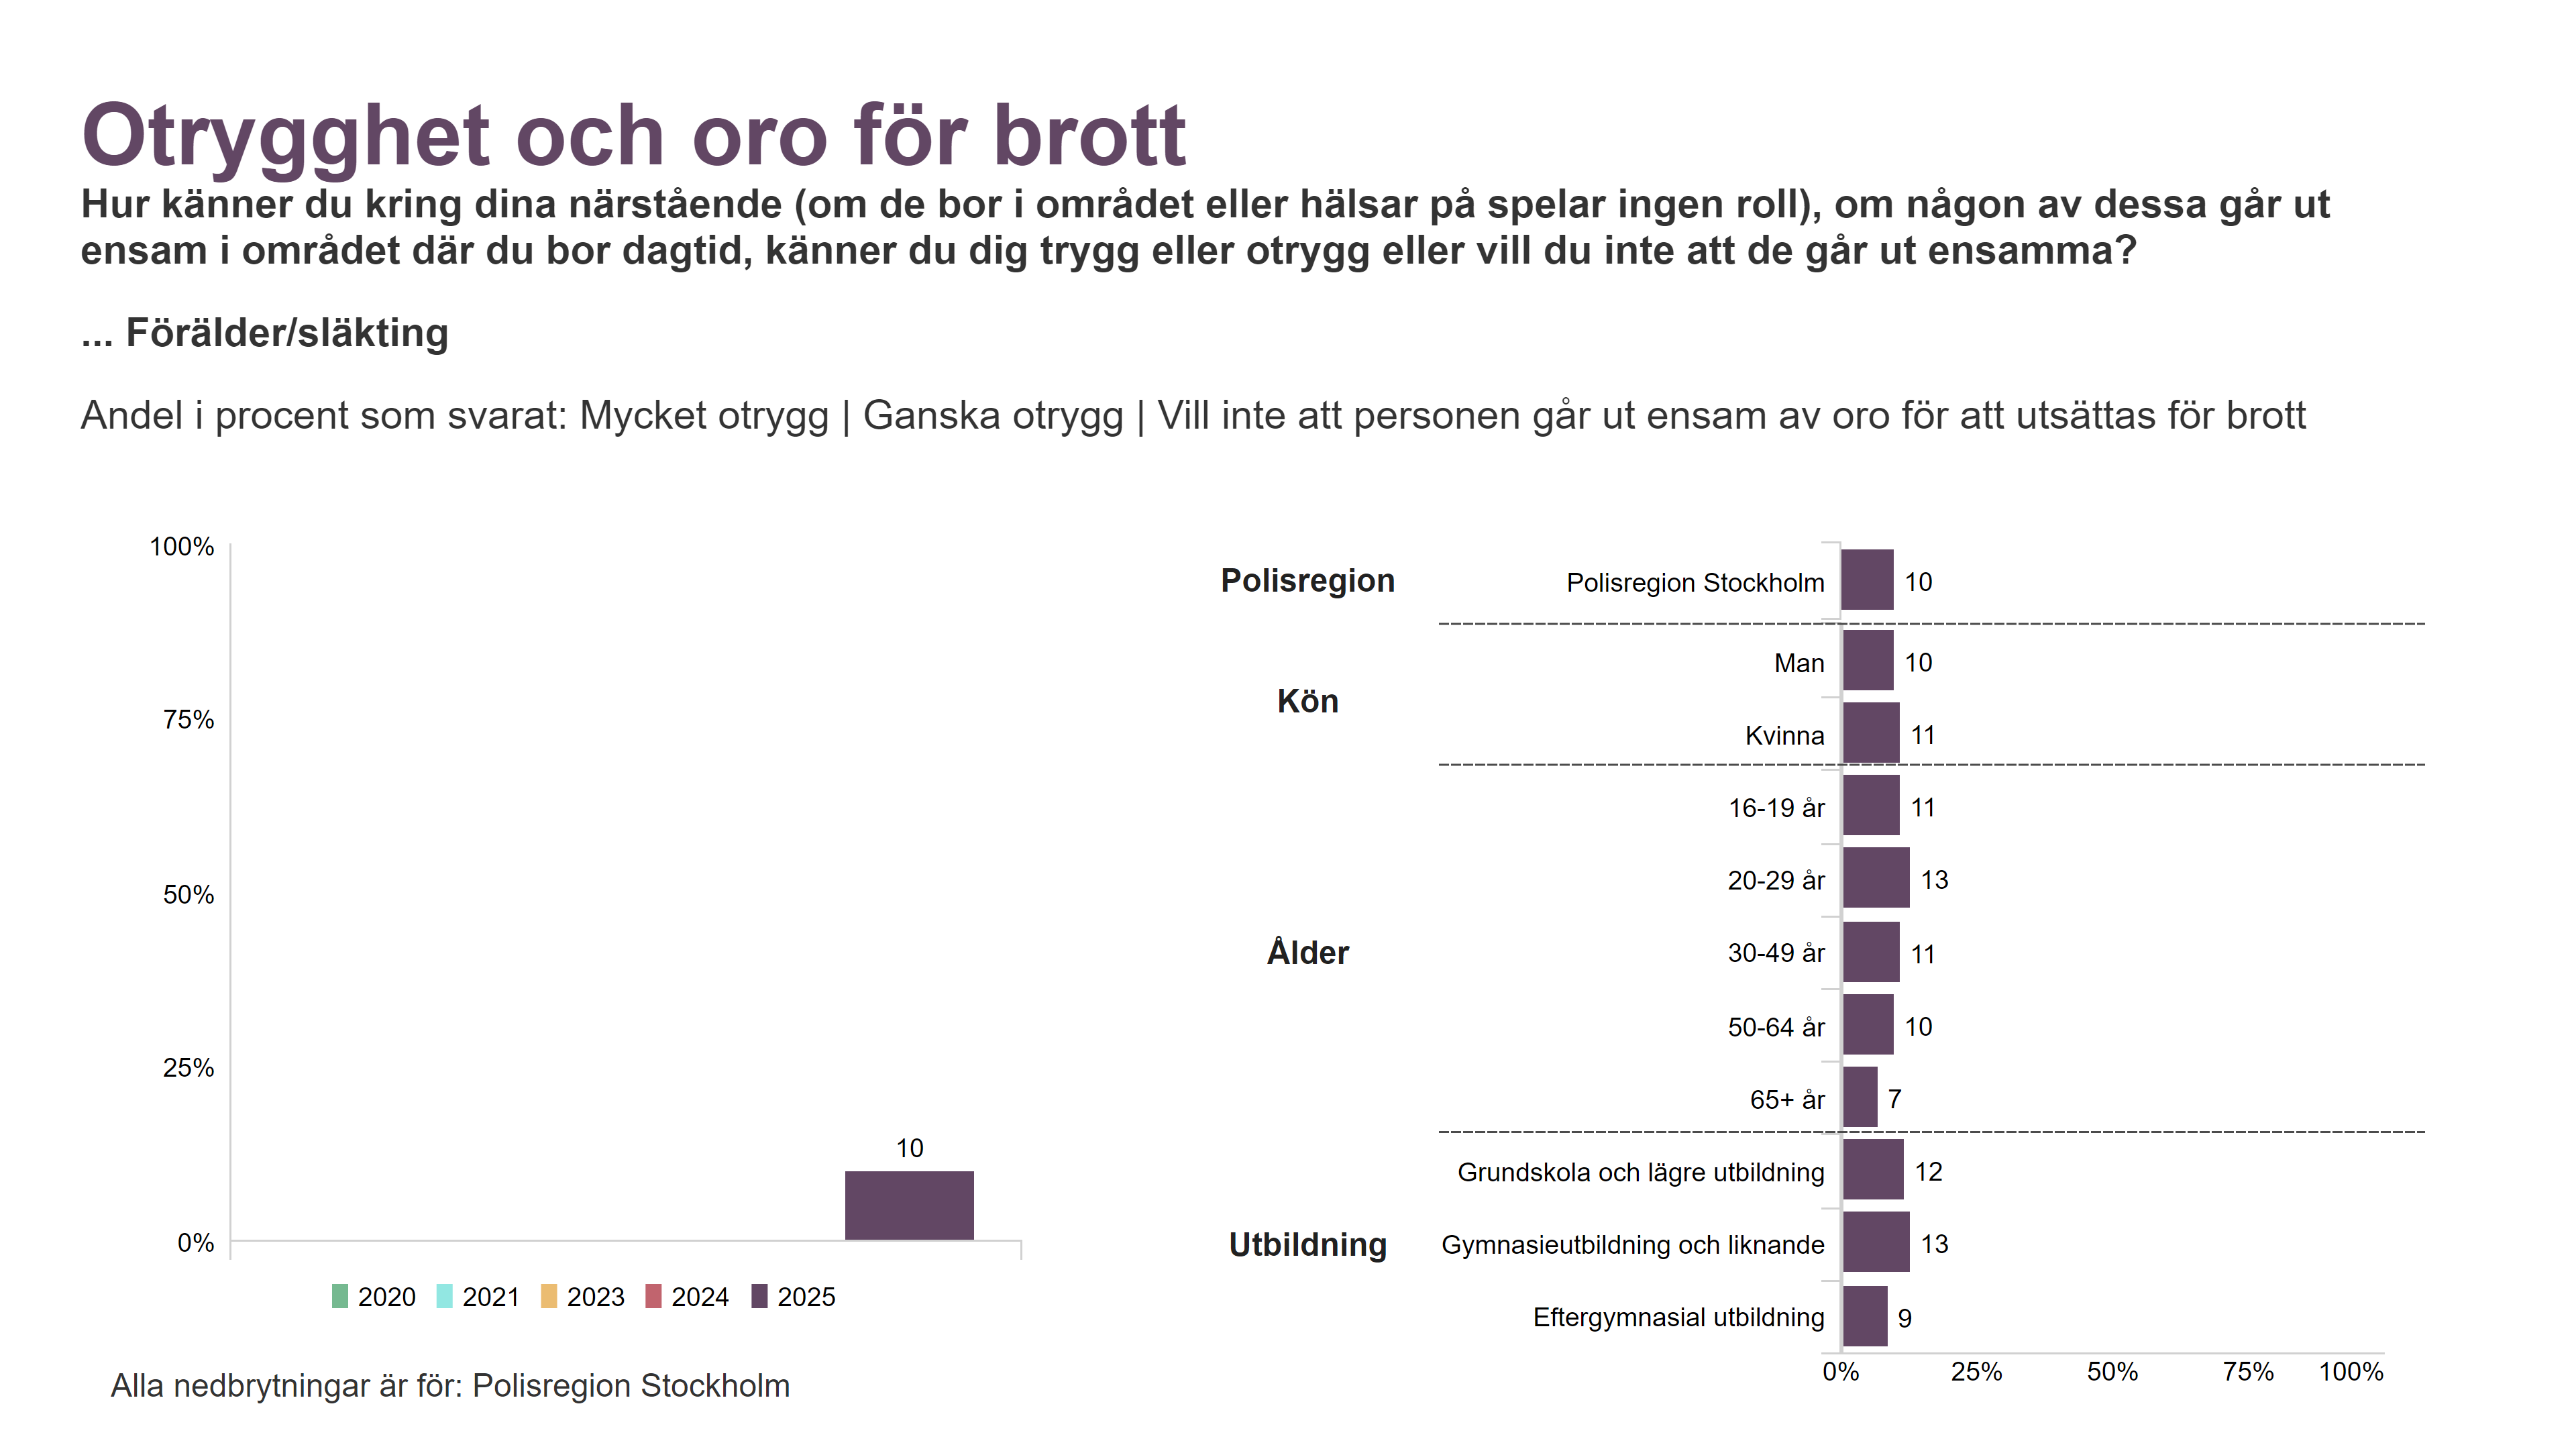 Otrygghet och oro för brott
Hur känner du kring dina närstående (om de bor i området eller hälsar på spelar ingen roll), om någon av dessa går ut
ensam i området där du bor dagtid, känner du dig trygg eller otrygg eller vill du inte att de går ut ensamma?
... Förälder/släkting
Andel i procent som svarat: Mycket otrygg | Ganska otrygg | Vill inte att personen går ut ensam av oro för att utsättas för brott
100%
75%
50%
25%
0%
10
2020 2021 2023 2024 2025
Alla nedbrytningar är för: Polisregion Stockholm
Polisregion
Polisregion Stockholm 10
Kön
Man 10
Kvinna 11
Ålder
16-19 år 11
20-29 år 13
30-49 år 11
50-64 år 10
65+ år 7
Utbildning
Grundskola och lägre utbildning 12
Gymnasieutbildning och liknande 13
Eftergymnasial utbildning 9
0% 25% 50% 75% 100%